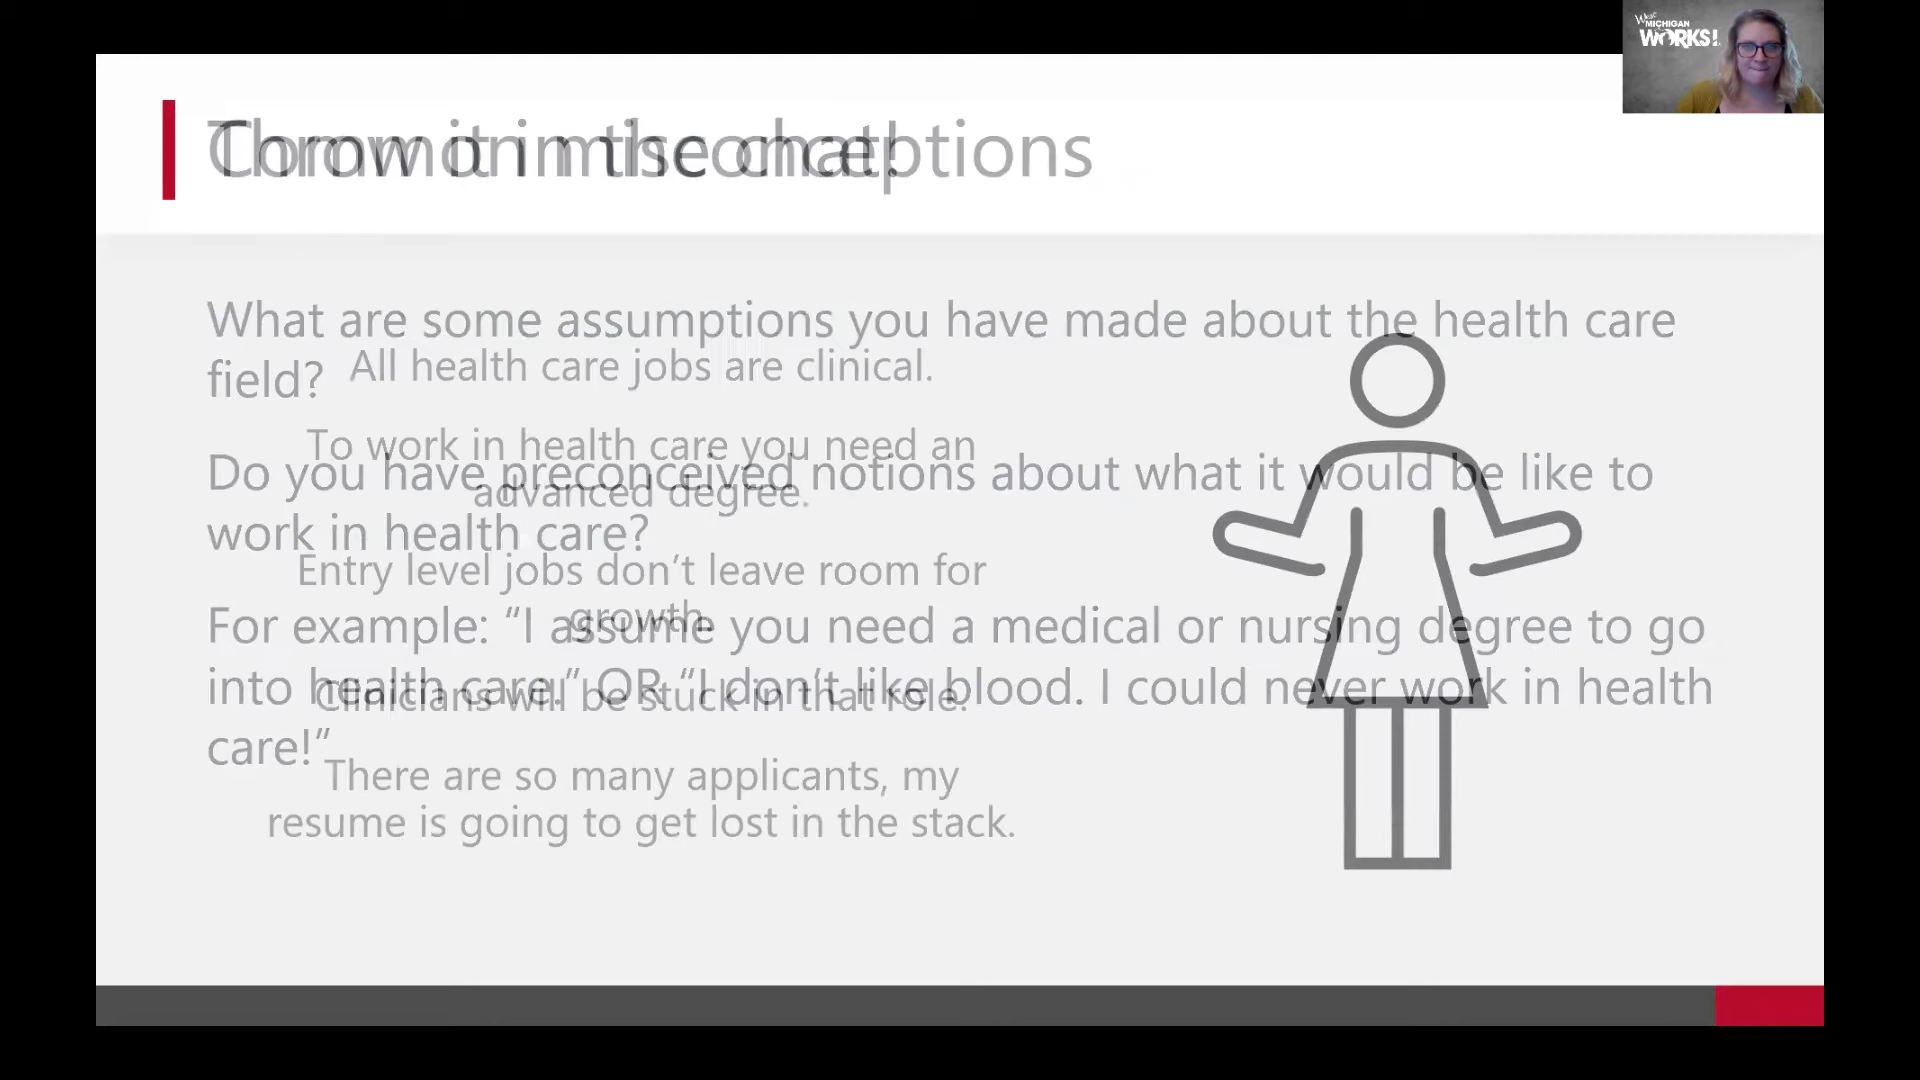 West
MICHIGAN
WORKS!
Throw it in the chat!
Common misconceptions
What are some assumptions you have made about the health care
field?
Do you have preconceived notions about what it would be like to
work in health care?
For example: “I assume you need a medical or nursing degree to go
into health care.” OR “I don’t like blood. I could never work in health
care!”
All health care jobs are clinical.
To work in health care you need an
advanced degree.
Entry level jobs don’t leave room for
growth.
Clinicians will be stuck in that role.
There are so many applicants, my
resume is going to get lost in the stack.